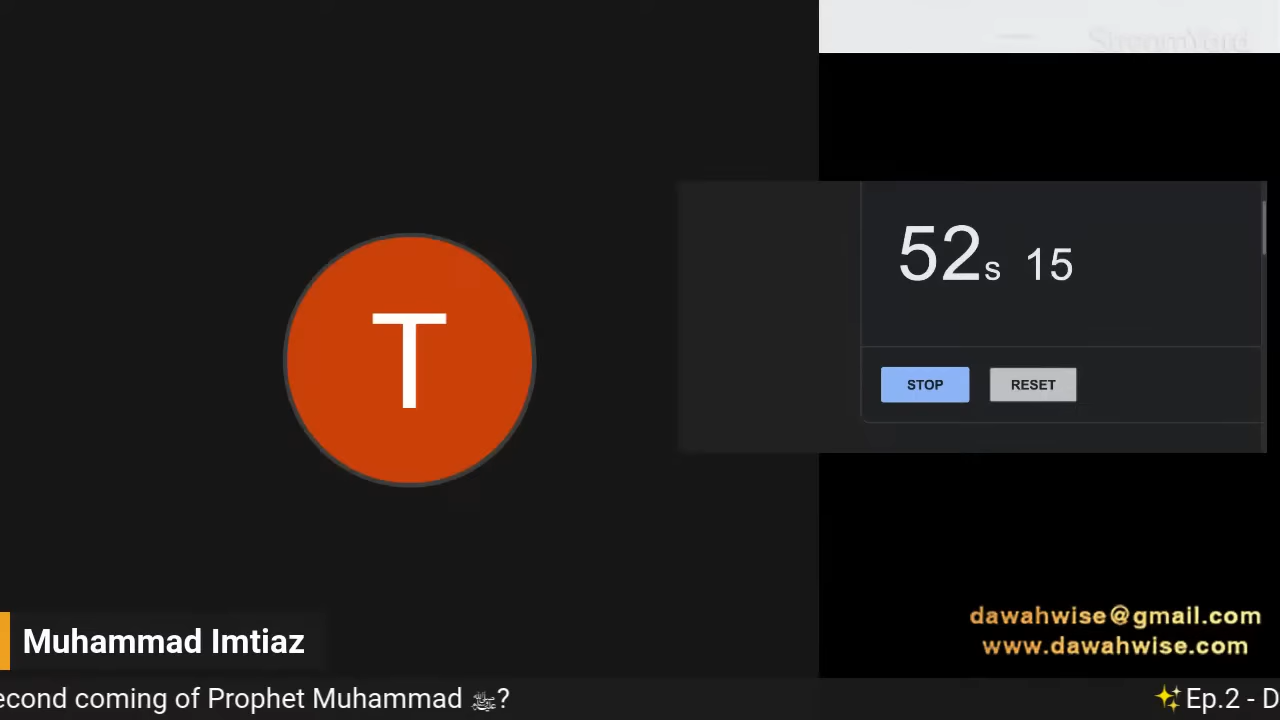 StreamYard
52s 15
T
STOP RESET
dawahwise@gmail.com
www.dawahwise.com
Muhammad Imtiaz
econd coming of Prophet Muhammad ﷺ? ✨Ep.2 - D